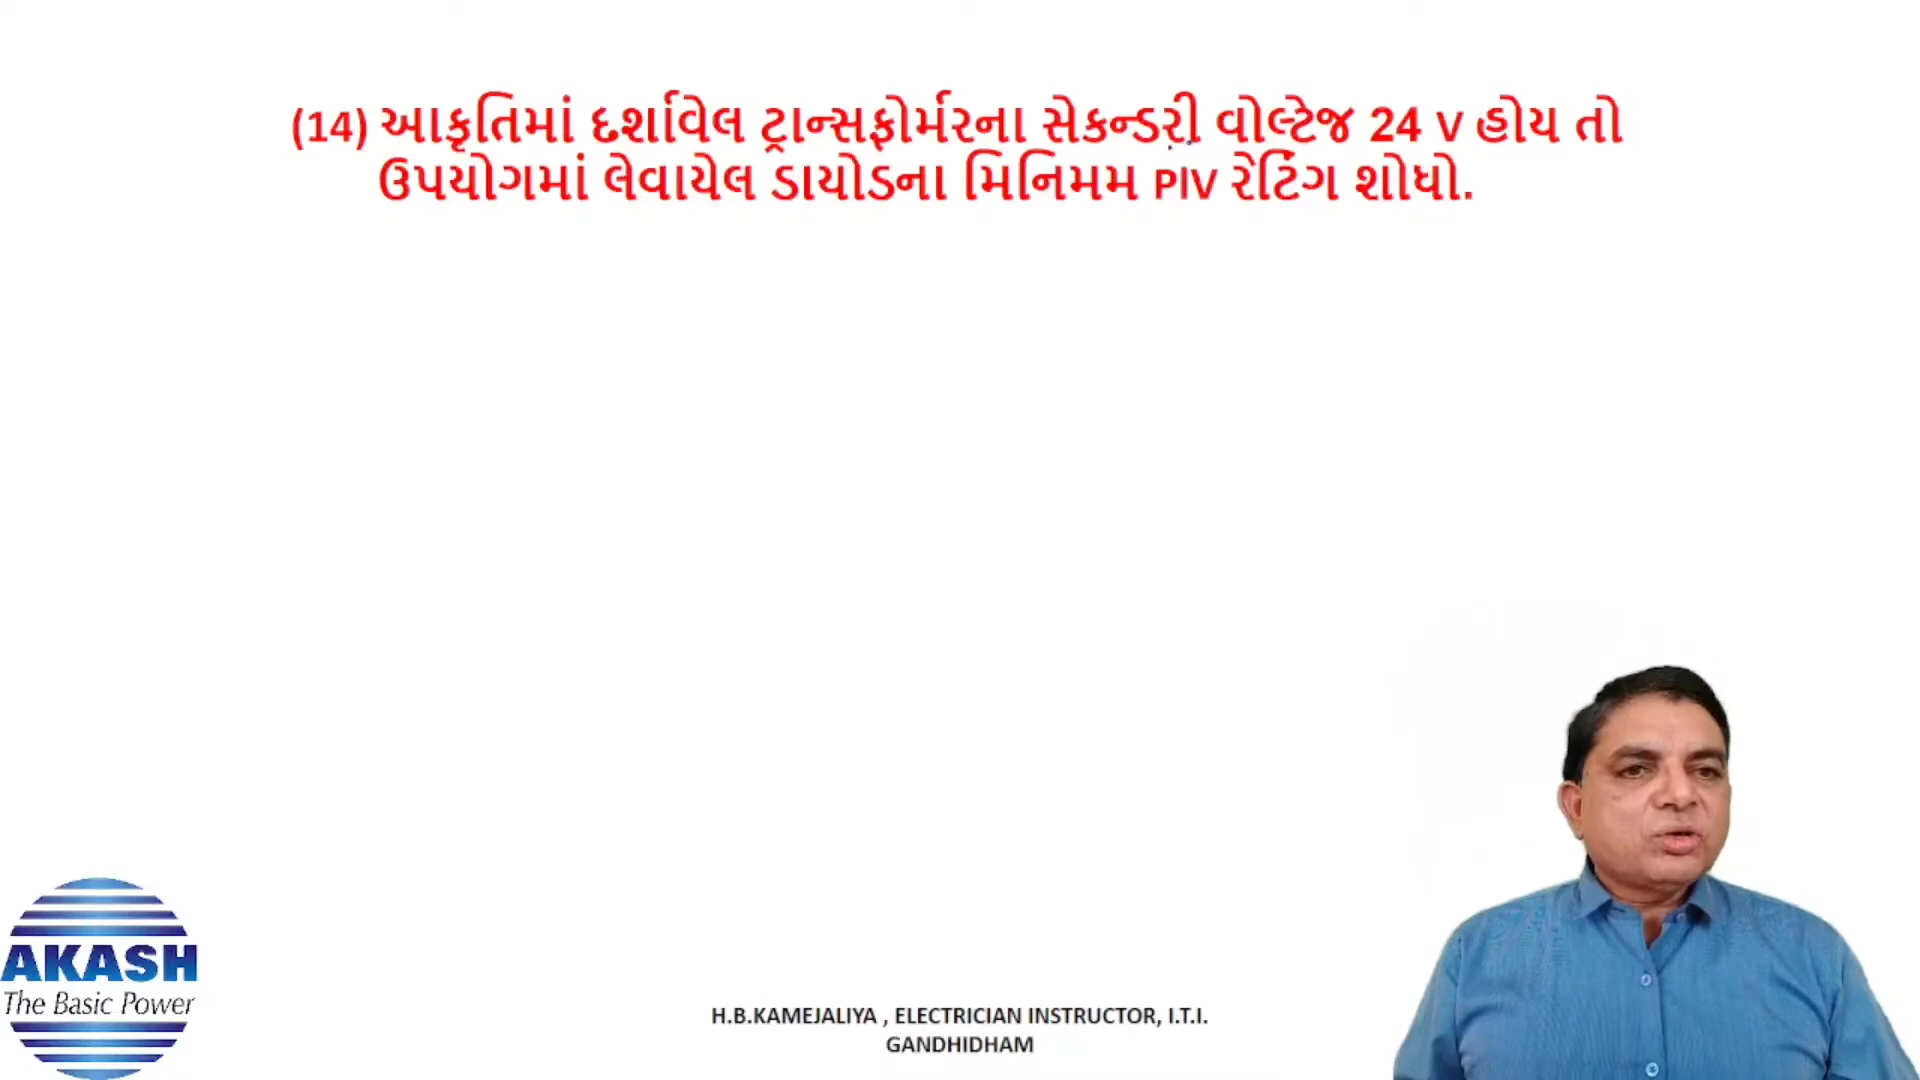 (14) આકૃતિમાં દર્શાવેલ ટ્રાન્સફોર્મરના સેકન્ડરી વોલ્ટેજ 24 V હોય તો
ઉપયોગમાં લેવાયેલ ડાયોડના મિનિમમ PIV રેટિંગ શોધો.
AKASH
The Basic Power
H.B.KAMEJALIYA , ELECTRICIAN INSTRUCTOR, I.T.I.
GANDHIDHAM